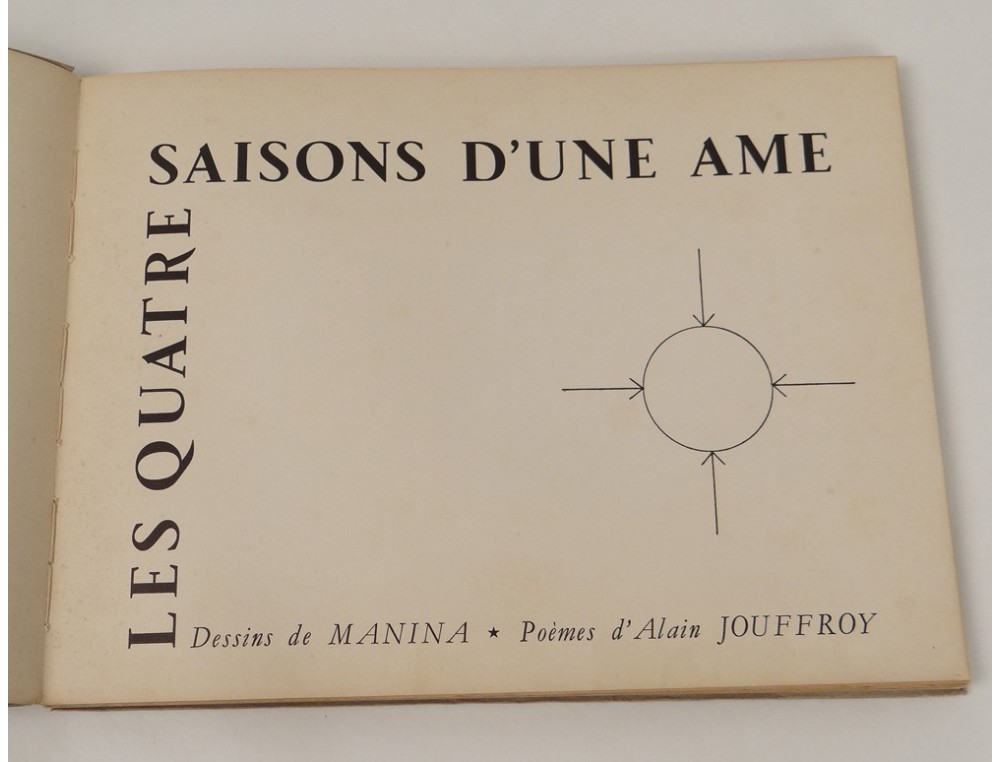 LES QUATRE
SAISONS D'UNE AME
Dessins de MANINA ★ Poèmes d'Alain JOUFFROY